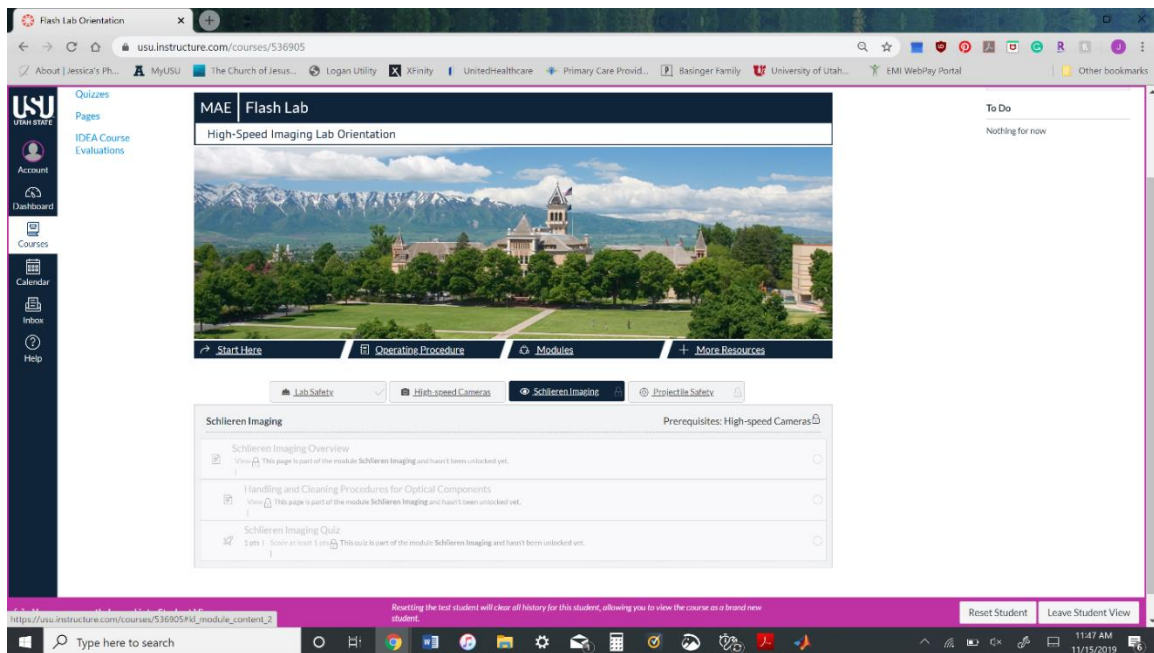 Flash Lab Orientation
usu.instructure.com/courses/536905
About | Jessica's Ph...
MyUSU
The Church of Jesus...
Logan Utility
XFinity
UnitedHealthcare
Primary Care Provid...
Basinger Family
University of Utah...
EMI WebPay Portal
Other bookmarks
USU
UTAH STATE
Account
Dashboard
Courses
Calendar
Inbox
Help
Quizzes
Pages
IDEA Course
Evaluations
MAE | Flash Lab
High-Speed Imaging Lab Orientation
To Do
Nothing for now
Start Here
Operating Procedure
Modules
More Resources
Lab Safety
High-speed Cameras
Schlieren Imaging
Projectile Safety
Schlieren Imaging
Prerequisites: High-speed Cameras
Schlieren Imaging Overview
View This page is part of the module Schlieren Imaging and hasn't been unlocked yet.
Handling and Cleaning Procedures for Optical Components
View This page is part of the module Schlieren Imaging and hasn't been unlocked yet.
Schlieren Imaging Quiz
1 pts | Score at least 1 pts This quiz is part of the module Schlieren Imaging and hasn't been unlocked yet.
Resetting the test student will clear all history for this student, allowing you to view the course as a brand new
student.
Reset Student
Leave Student View
https://usu.instructure.com/courses/536905#kl_module_content_2
Type here to search
11:47 AM
11/15/2019